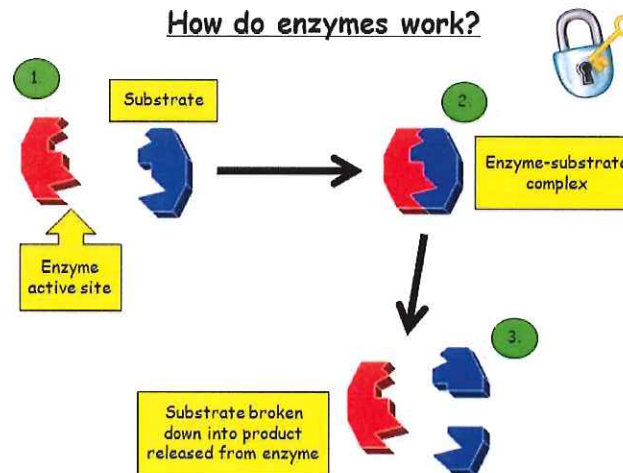 How do enzymes work?
1.
Substrate
2.
Enzyme-substrate
complex
Enzyme
active site
3.
Substrate broken
down into product
released from enzyme